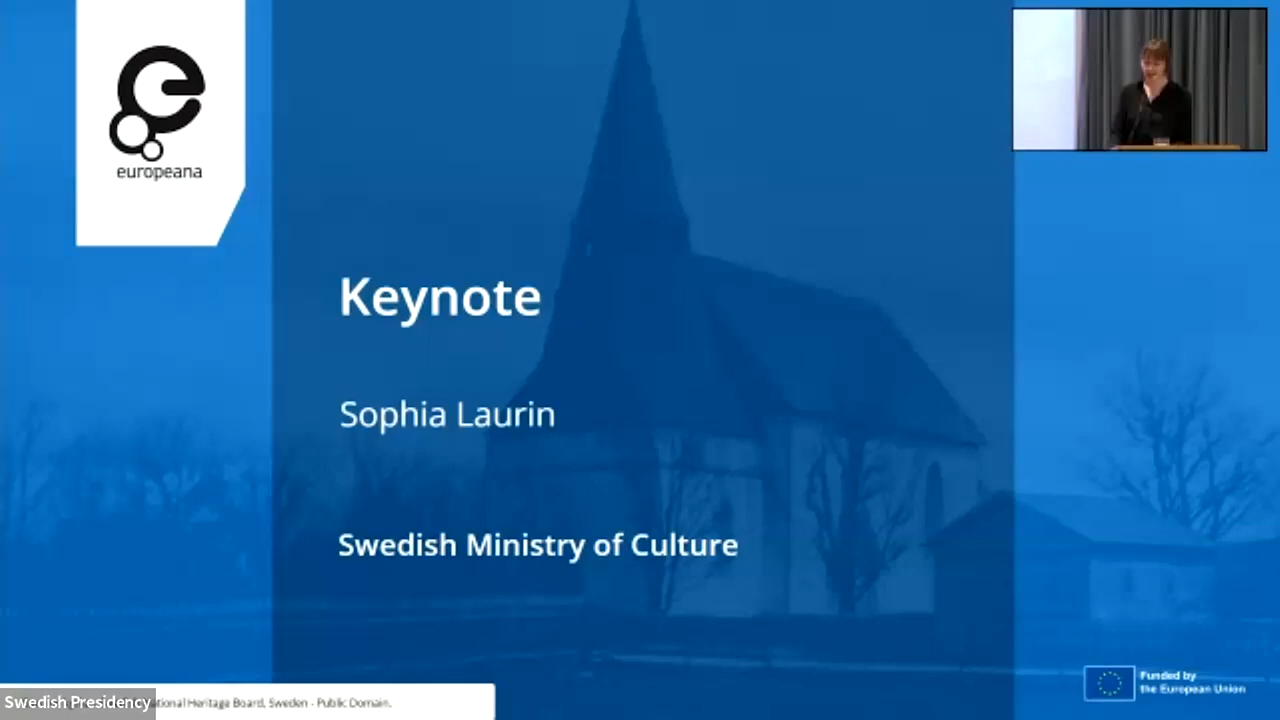 europeana
Keynote
Sophia Laurin
Swedish Ministry of Culture
Swedish Presidency
Heritage Board, Sweden - Public Domain.
Funded by
the European Union